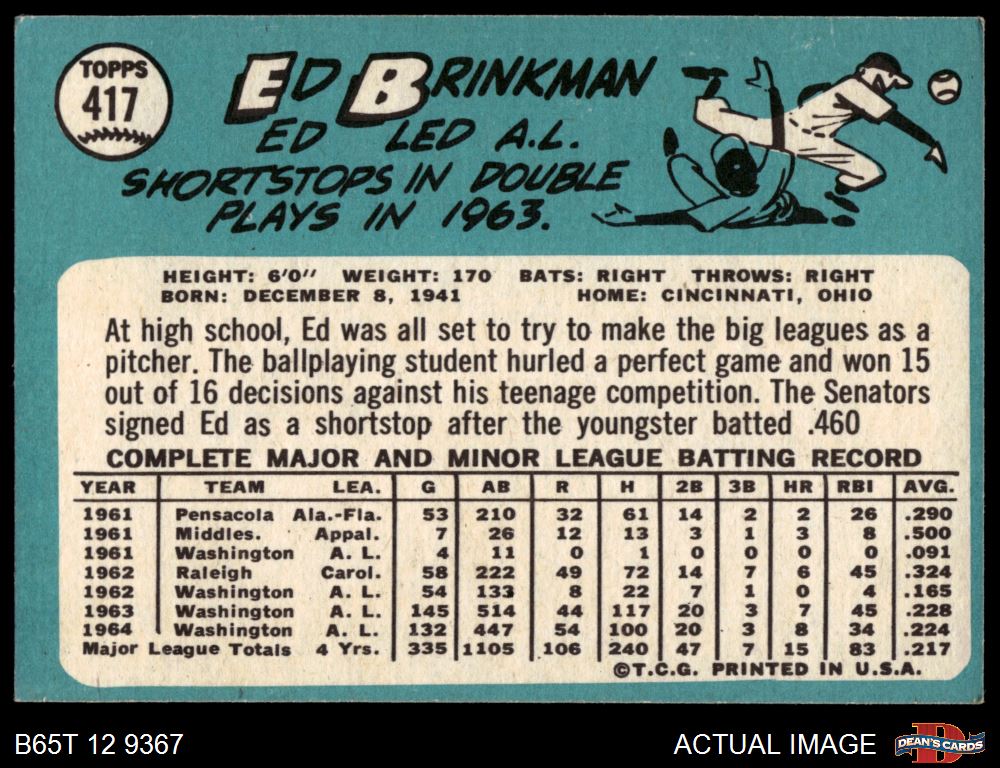 TOPPS
417
ED BRINKMAN
ED LED A.L.
SHORTSTOPS IN DOUBLE
PLAYS IN 1963.
HEIGHT: 6'0" WEIGHT: 170 BATS: RIGHT THROWS: RIGHT
BORN: DECEMBER 8, 1941 HOME: CINCINNATI, OHIO
At high school, Ed was all set to try to make the big leagues as a
pitcher. The ballplaying student hurled a perfect game and won 15
out of 16 decisions against his teenage competition. The Senators
signed Ed as a shortstop after the youngster batted .460
COMPLETE MAJOR AND MINOR LEAGUE BATTING RECORD
YEAR TEAM LEA. G AB R H 2B 3B HR RBI AVG.
1961 Pensacola Ala.-Fla. 53 210 32 61 14 2 2 26 .290
1961 Middles. Appal. 7 26 12 13 3 1 3 8 .500
1961 Washington A. L. 4 11 0 1 0 0 0 0 .091
1962 Raleigh Carol. 58 222 49 72 14 7 6 45 .324
1962 Washington A. L. 54 133 8 22 7 1 0 4 .165
1963 Washington A. L. 145 514 44 117 20 3 7 45 .228
1964 Washington A. L. 132 447 54 100 20 3 8 34 .224
Major League Totals 4 Yrs. 335 1105 106 240 47 7 15 83 .217
©T.C.G. PRINTED IN U.S.A.
B65T 12 9367 ACTUAL IMAGE DEAN'S CARDS